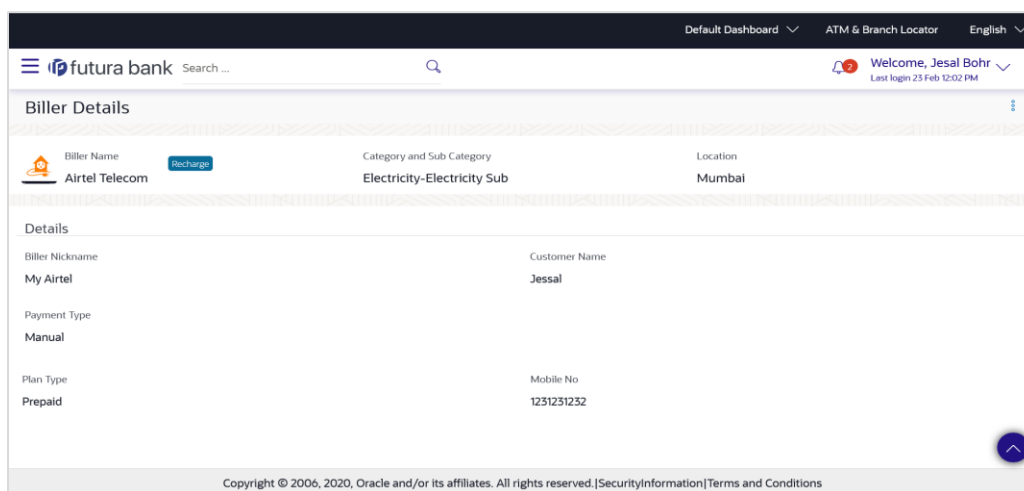 Default Dashboard ATM & Branch Locator English
futura bank Search ... 2 Welcome, Jesal Bohr
Last login 23 Feb 12:02 PM
Biller Details
Biller Name Recharge Category and Sub Category Location
Airtel Telecom Electricity-Electricity Sub Mumbai
Details
Biller Nickname Customer Name
My Airtel Jessal
Payment Type
Manual
Plan Type Mobile No
Prepaid 1231231232
Copyright © 2006, 2020, Oracle and/or its affiliates. All rights reserved.|SecurityInformation|Terms and Conditions